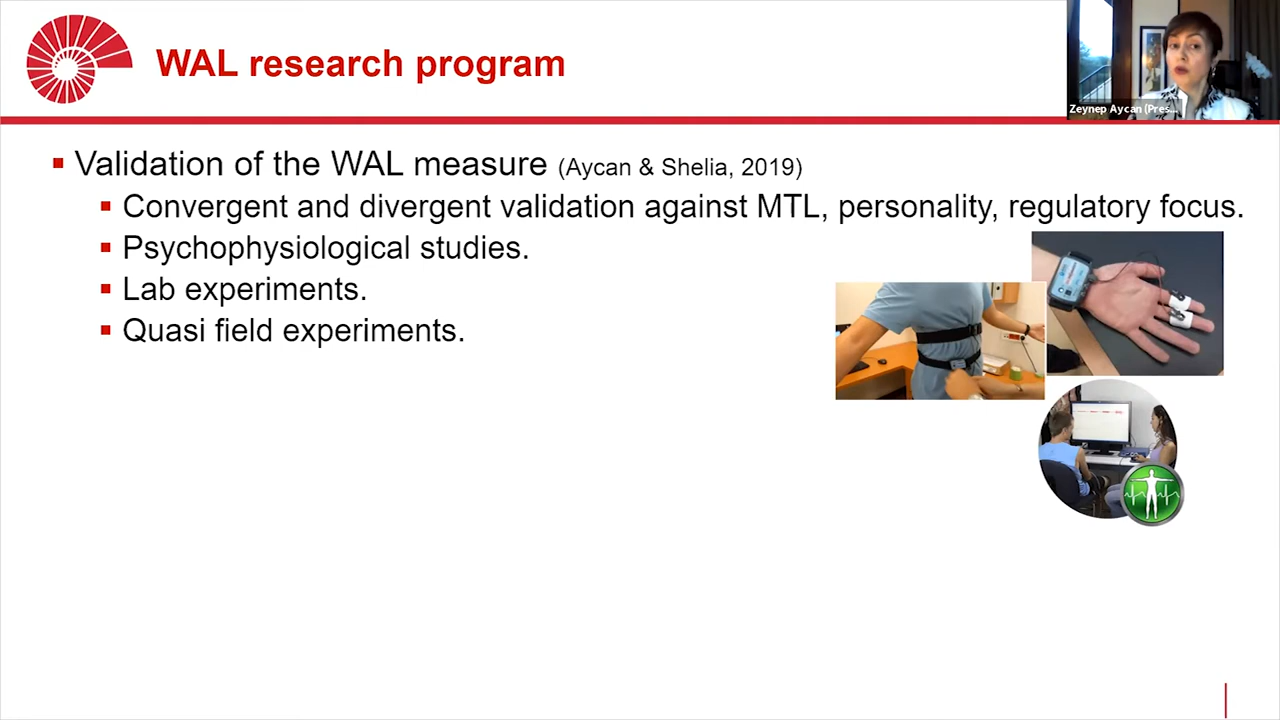 WAL research program
Zeynep Aycan (Pres...
Validation of the WAL measure (Aycan & Shelia, 2019)
Convergent and divergent validation against MTL, personality, regulatory focus.
Psychophysiological studies.
Lab experiments.
Quasi field experiments.